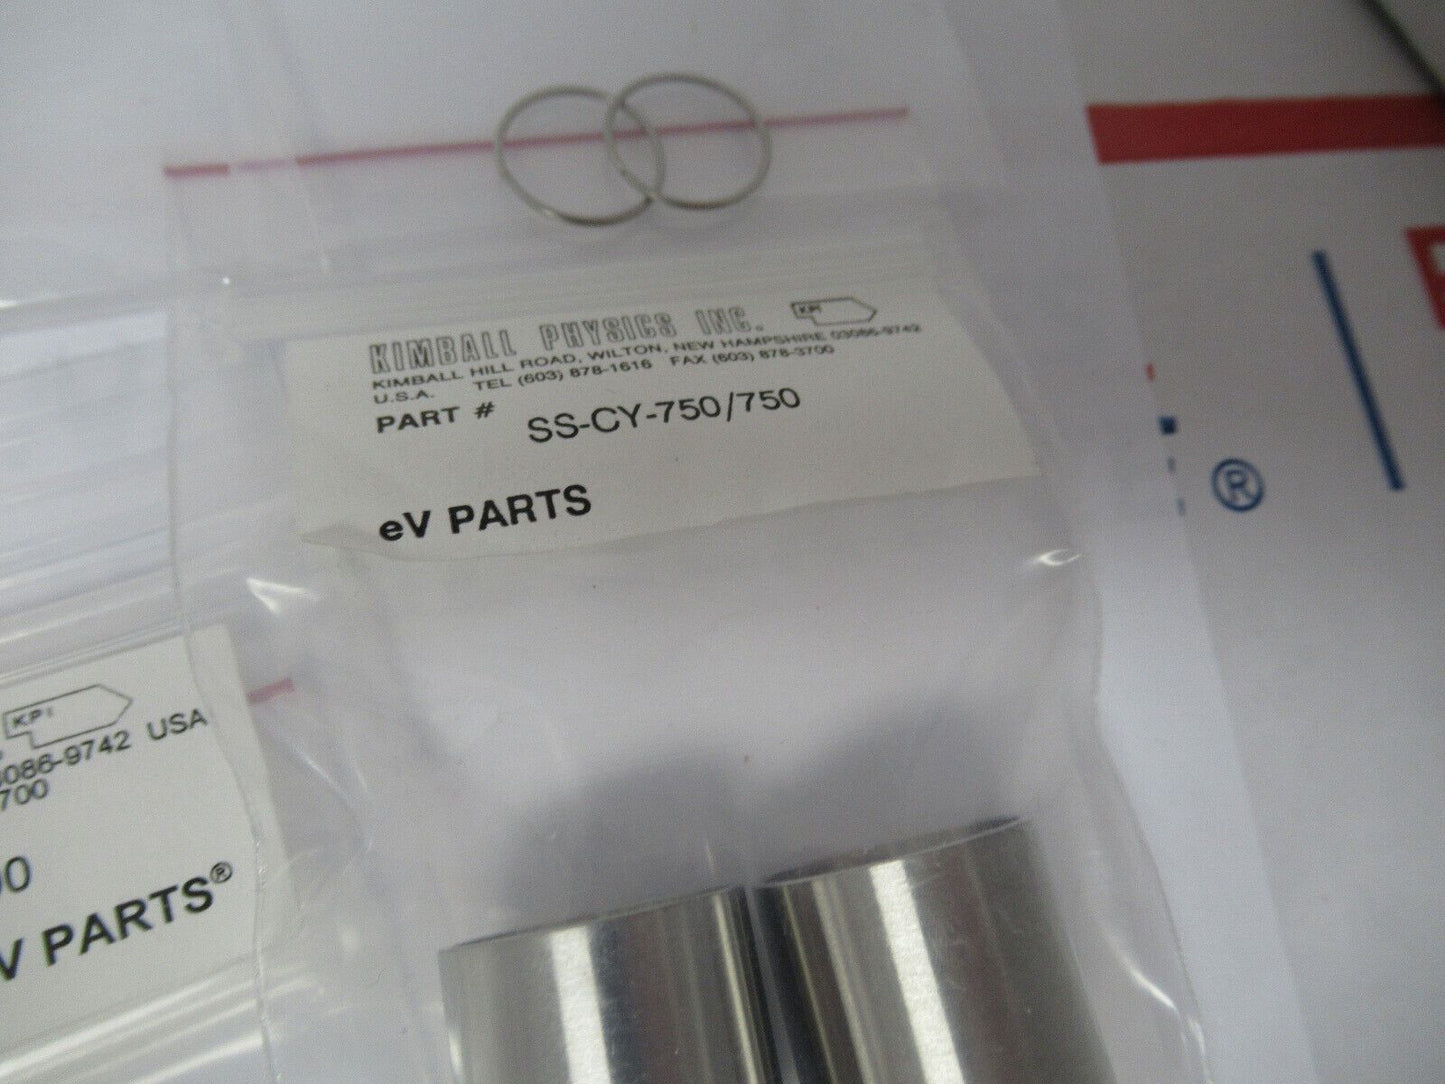 KIMBALL PHYSICS INC. KPI
KIMBALL HILL ROAD, WILTON, NEW HAMPSHIRE 03086-9742
U.S.A. TEL (603) 878-1616 FAX (603) 878-3700
PART # SS-CY-750/750
eV PARTS
®
KPI
086-9742 USA
700
0
V PARTS®